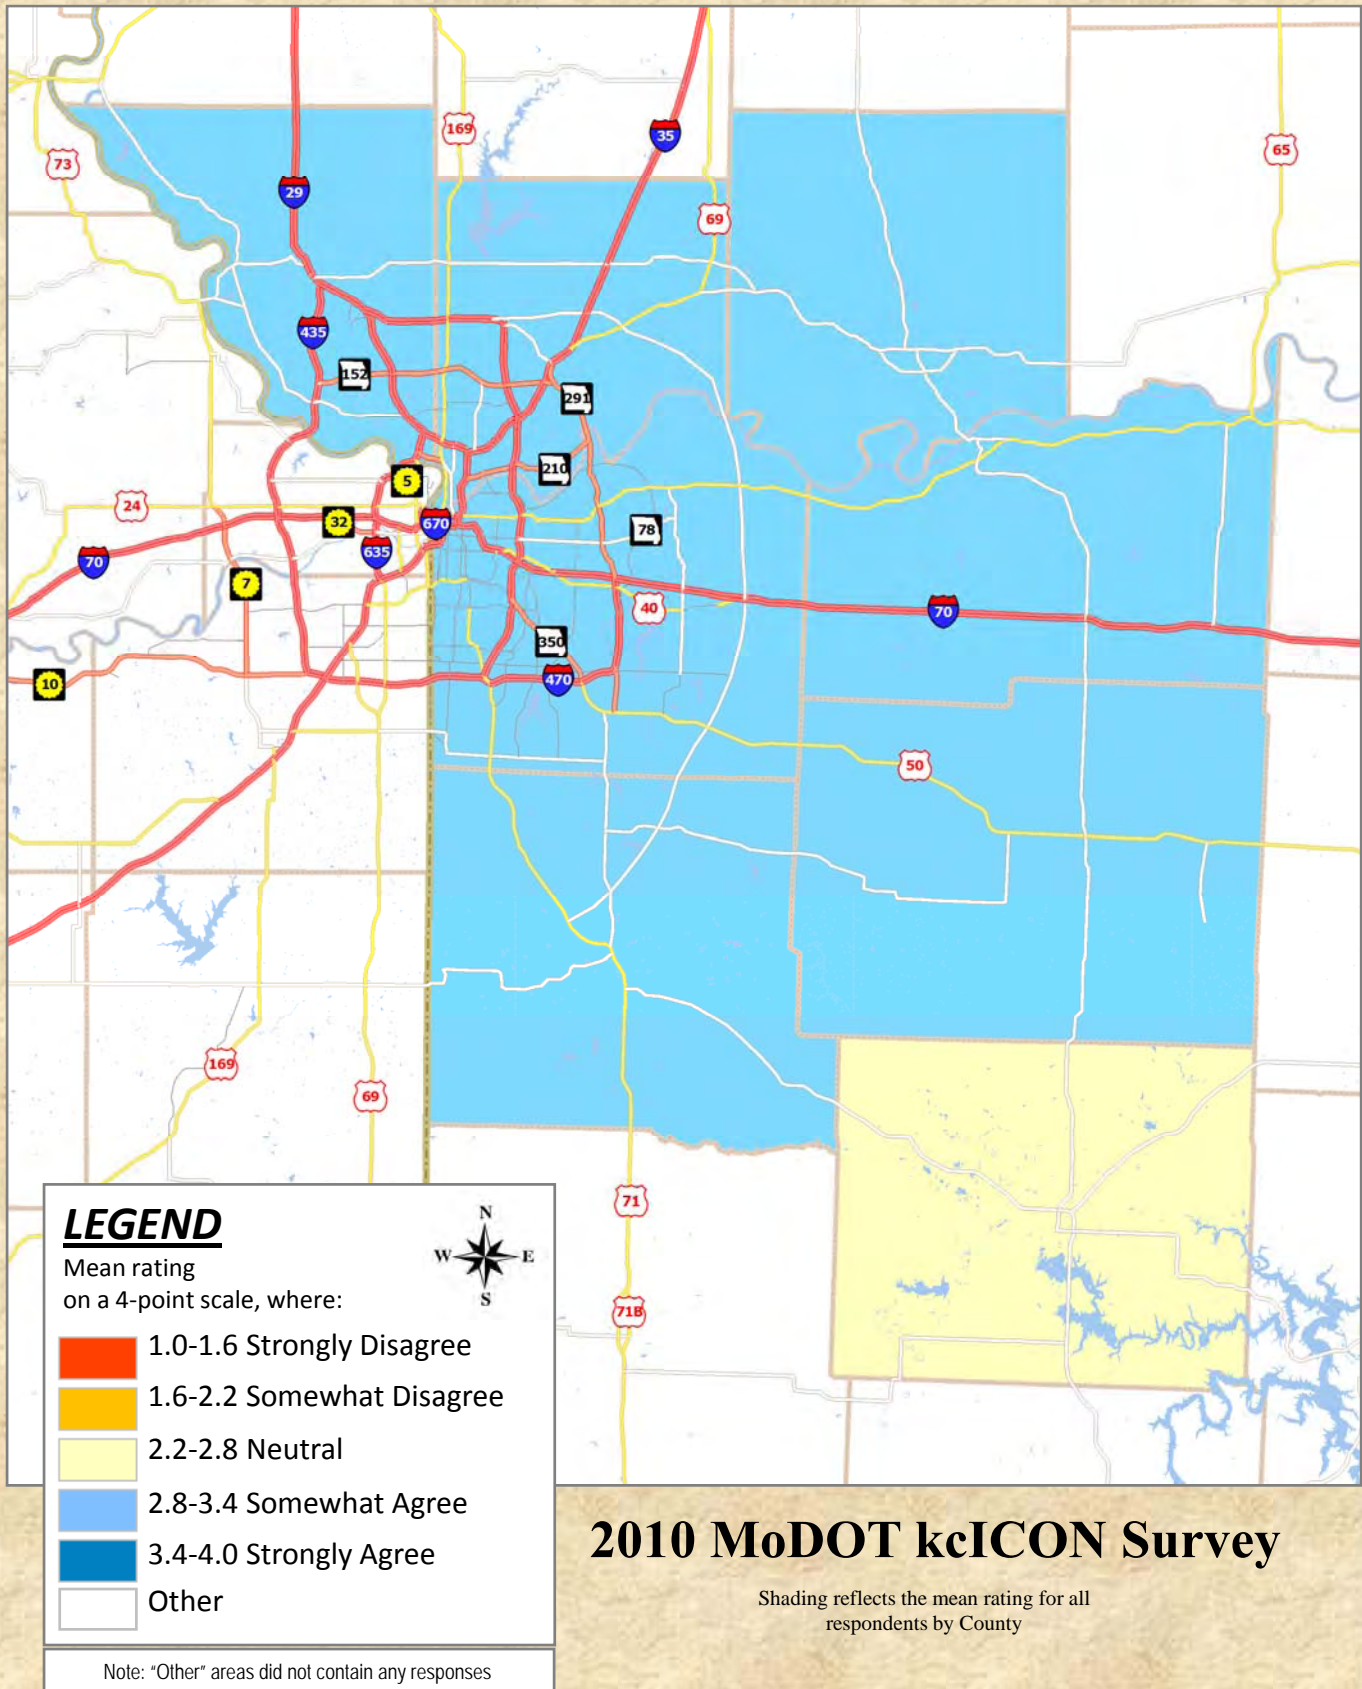 169
35
73
65
29
69
435
152
291
210
5
24
32
670
78
635
70
7
40
70
350
470
10
50
169
69
71
71B
LEGEND
N
W E
S
Mean rating
on a 4-point scale, where:
1.0-1.6 Strongly Disagree
1.6-2.2 Somewhat Disagree
2.2-2.8 Neutral
2.8-3.4 Somewhat Agree
3.4-4.0 Strongly Agree
Other
Note: "Other" areas did not contain any responses
2010 MoDOT kcICON Survey
Shading reflects the mean rating for all
respondents by County